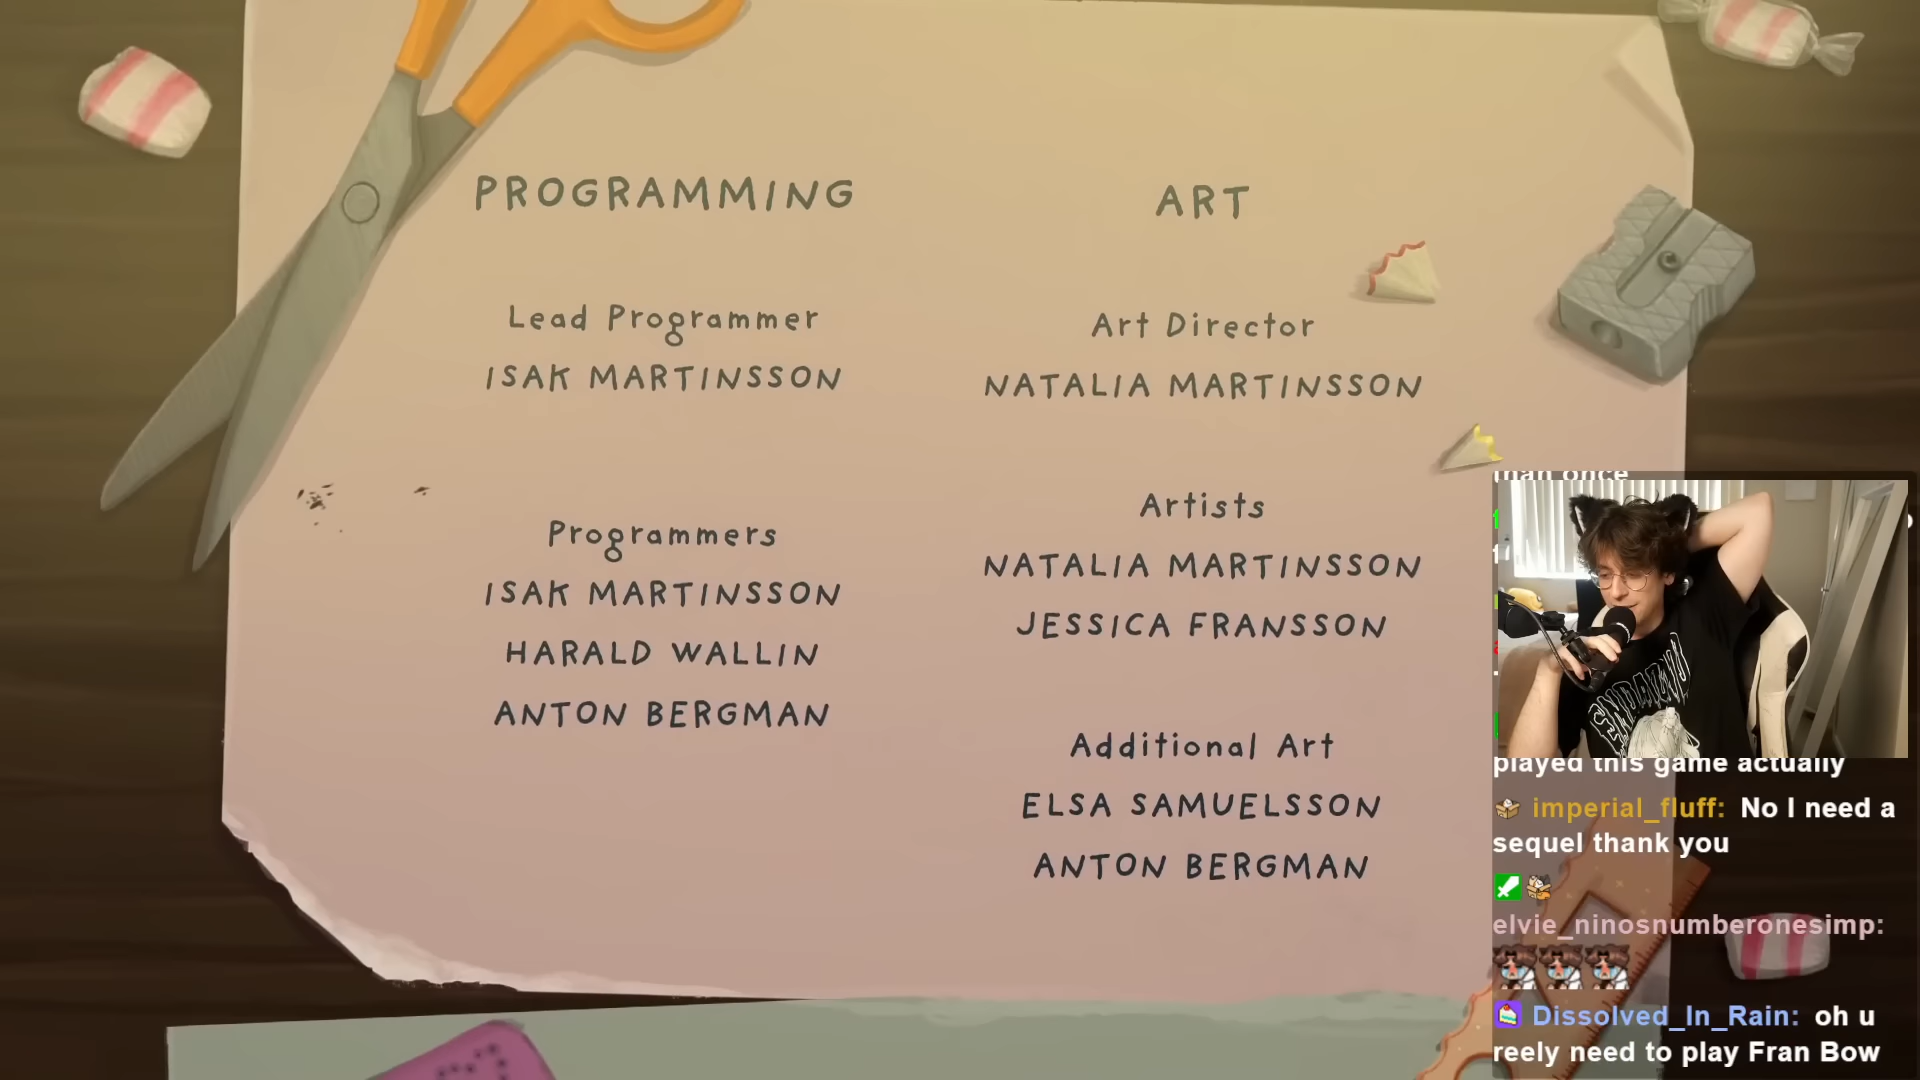 PROGRAMMING
Lead Programmer
ISAK MARTINSSON
Programmers
ISAK MARTINSSON
HARALD WALLIN
ANTON BERGMAN
ART
Art Director
NATALIA MARTINSSON
Artists
NATALIA MARTINSSON
JESSICA FRANSSON
Additional Art
ELSA SAMUELSSON
ANTON BERGMAN
than once
played this game actually
imperial_fluff: No I need a
sequel thank you
elvie_ninosnumberonesimp:
Dissolved_In_Rain: oh u
reely need to play Fran Bow